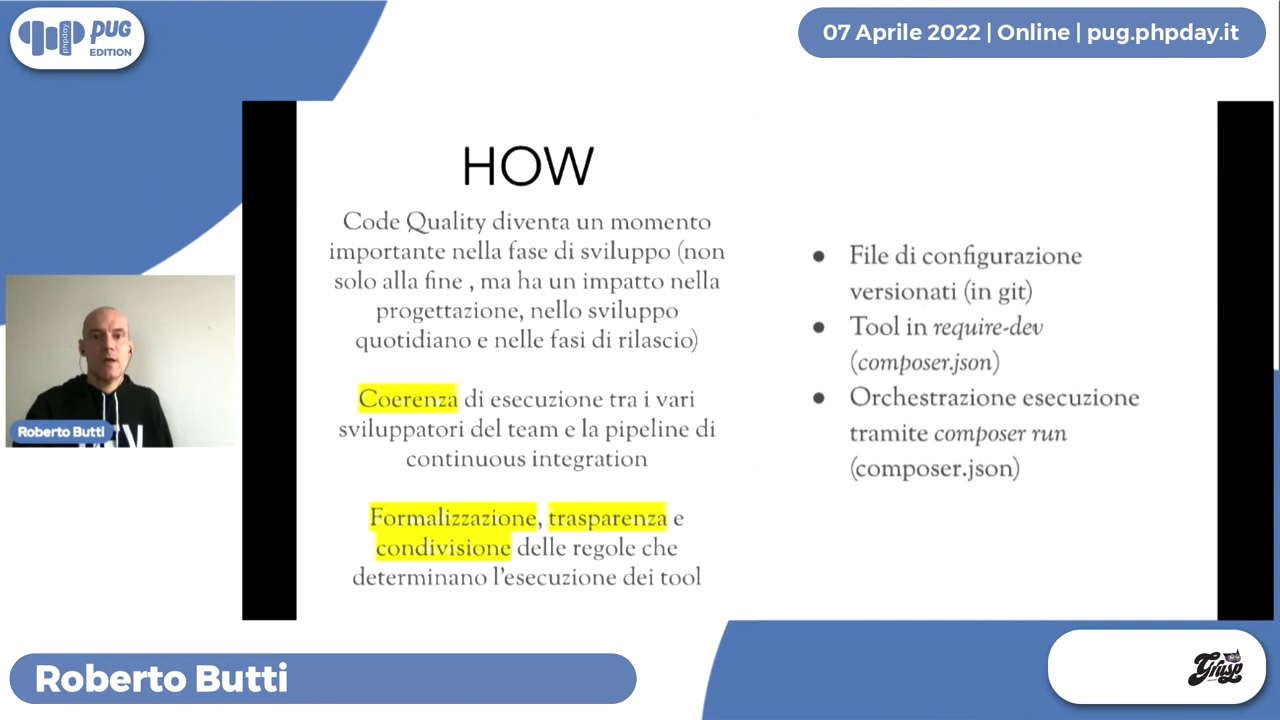 phpday
PUG
EDITION
07 Aprile 2022 | Online | pug.phpday.it
HOW
Code Quality diventa un momento
importante nella fase di sviluppo (non
solo alla fine , ma ha un impatto nella
progettazione, nello sviluppo
quotidiano e nelle fasi di rilascio)
Coerenza di esecuzione tra i vari
sviluppatori del team e la pipeline di
continuous integration
Formalizzazione, trasparenza e
condivisione delle regole che
determinano l'esecuzione dei tool
● File di configurazione
versionati (in git)
● Tool in require-dev
(composer.json)
● Orchestrazione esecuzione
tramite composer run
(composer.json)
Roberto Butti
Roberto Butti
Grusp